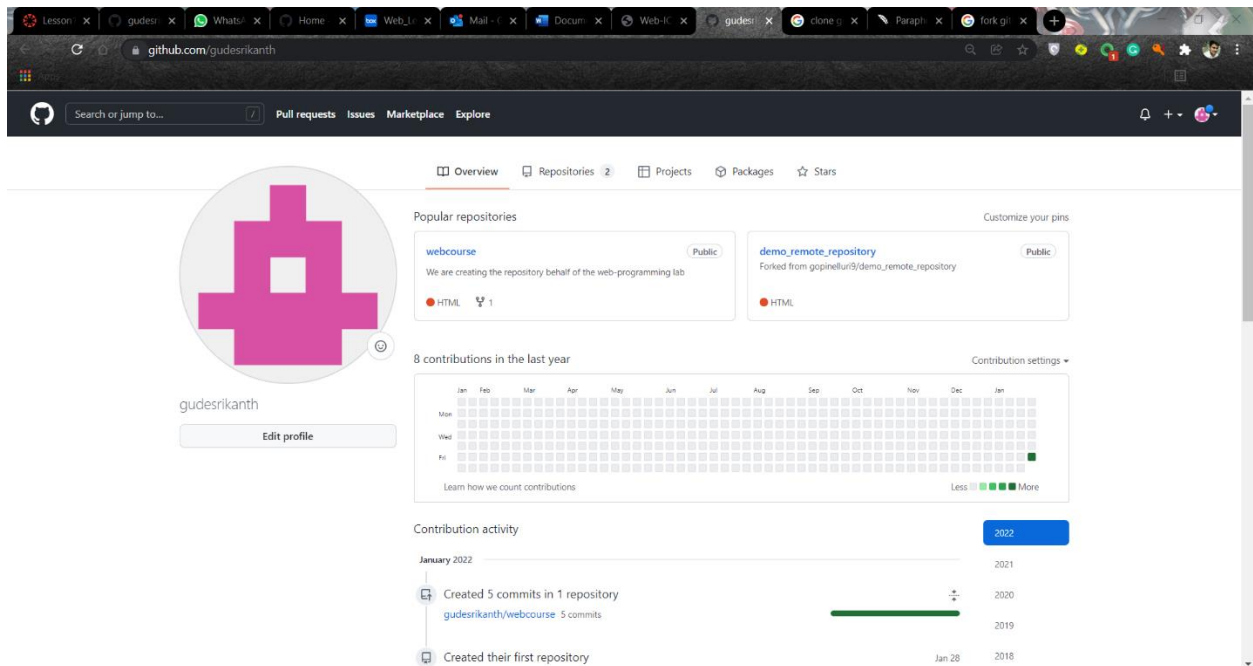 Lesson
gudesri
WhatsA
Home
Web_Le
Mail - (
Docum
Web-IC
gudesri
clone g
Paraph
fork git
github.com/gudesrikanth
Apps
Search or jump to...
/
Pull requests Issues Marketplace Explore
Overview Repositories 2 Projects Packages Stars
Popular repositories Customize your pins
webcourse Public
We are creating the repository behalf of the web-programming lab
HTML 1
demo_remote_repository Public
Forked from gopinelluri9/demo_remote_repository
HTML
gudesrikanth
Edit profile
8 contributions in the last year Contribution settings
Jan Feb Mar Apr May Jun Jul Aug Sep Oct Nov Dec Jan
Mon
Wed
Fri
Learn how we count contributions Less More
Contribution activity
2022
2021
2020
2019
2018
January 2022
Created 5 commits in 1 repository
gudesrikanth/webcourse 5 commits
Created their first repository Jan 28